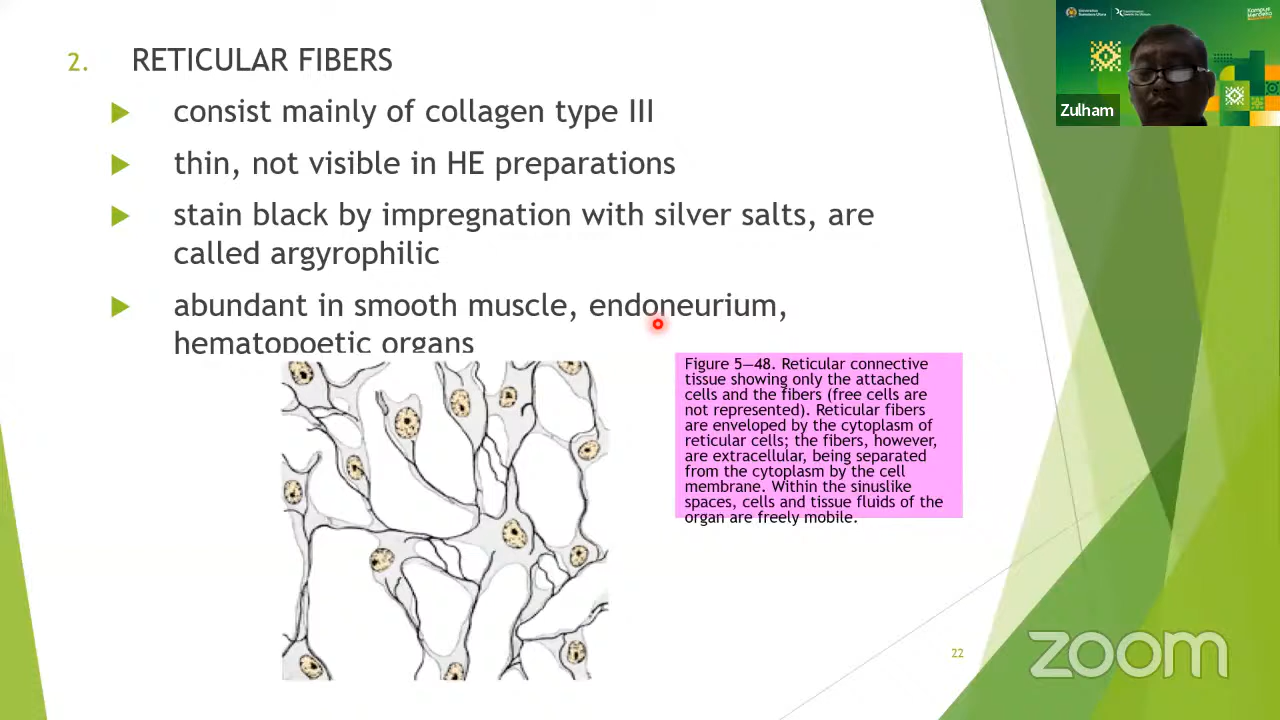 2. RETICULAR FIBERS
consist mainly of collagen type III
thin, not visible in HE preparations
stain black by impregnation with silver salts, are
called argyrophilic
abundant in smooth muscle, endoneurium,
hematopoetic organs
Figure 5—48. Reticular connective
tissue showing only the attached
cells and the fibers (free cells are
not represented). Reticular fibers
are enveloped by the cytoplasm of
reticular cells; the fibers, however,
are extracellular, being separated
from the cytoplasm by the cell
membrane. Within the sinuslike
spaces, cells and tissue fluids of the
organ are freely mobile.
22
Zulham
zoom